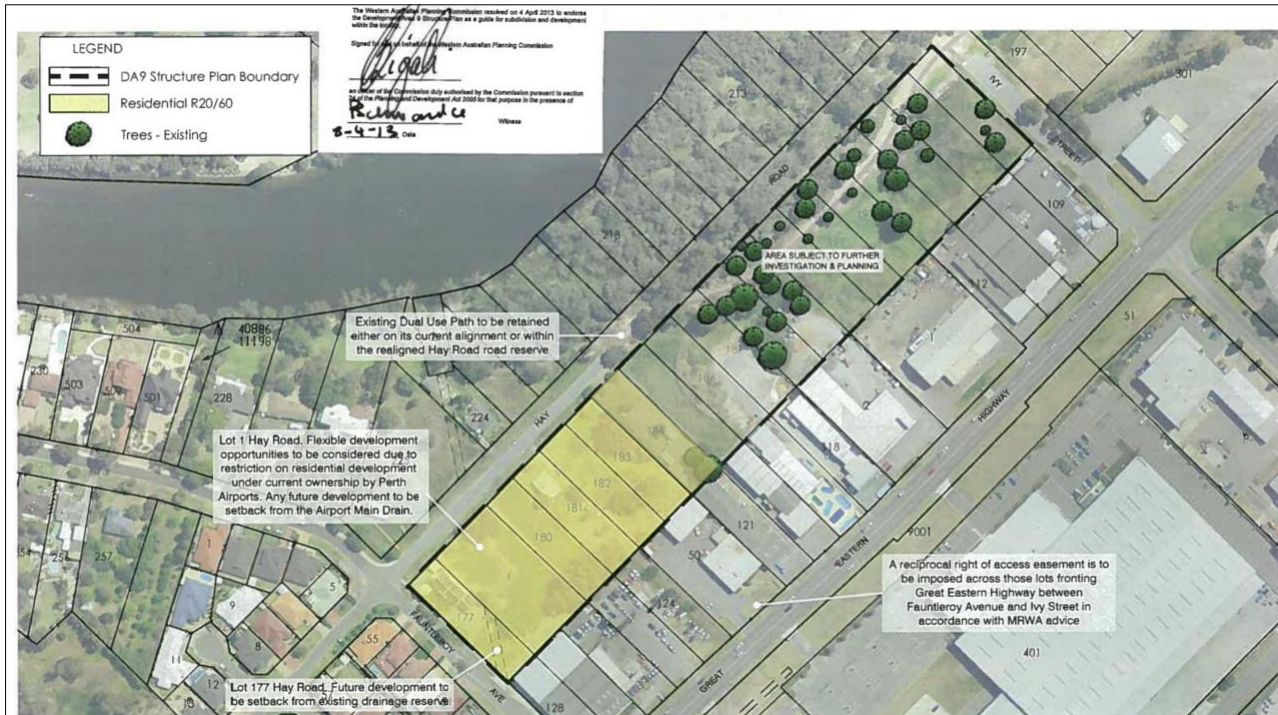 The Western Australian Planning Commission resolved on 4 April 2013 to endorse
the Development Area 9 Structure Plan as a guide for subdivision and development
within the locality.
Signed for and on behalf of the Western Australian Planning Commission
an officer of the Commission duly authorised by the Commission pursuant to section
24 of the Planning and Development Act 2005 for that purpose in the presence of
Witness
8-4-13 Date
LEGEND
DA9 Structure Plan Boundary
Residential R20/60
Trees - Existing
197
IVY
STREET
301
213
ROAD
109
218
AREA SUBJECT TO FURTHER
INVESTIGATION & PLANNING
112
51
1
Existing Dual Use Path to be retained
either on its current alignment or within
the realigned Hay Road road reserve
504
40886
11198
230
503
501
228
224
HAY
HIGHWAY
2
118
6
Lot 1 Hay Road. Flexible development
opportunities to be considered due to
restriction on residential development
under current ownership by Perth
Airports. Any future development to be
setback from the Airport Main Drain.
184
183
182
181
180
177
121
50
EASTERN
9001
257
1
5
9
8
11
12
55
FAUNTLEROY
AVE
A reciprocal right of access easement is to
be imposed across those lots fronting
Great Eastern Highway between
Fauntleroy Avenue and Ivy Street in
accordance with MRWA advice
401
GREAT
Lot 177 Hay Road. Future development to
be setback from existing drainage reserve
128